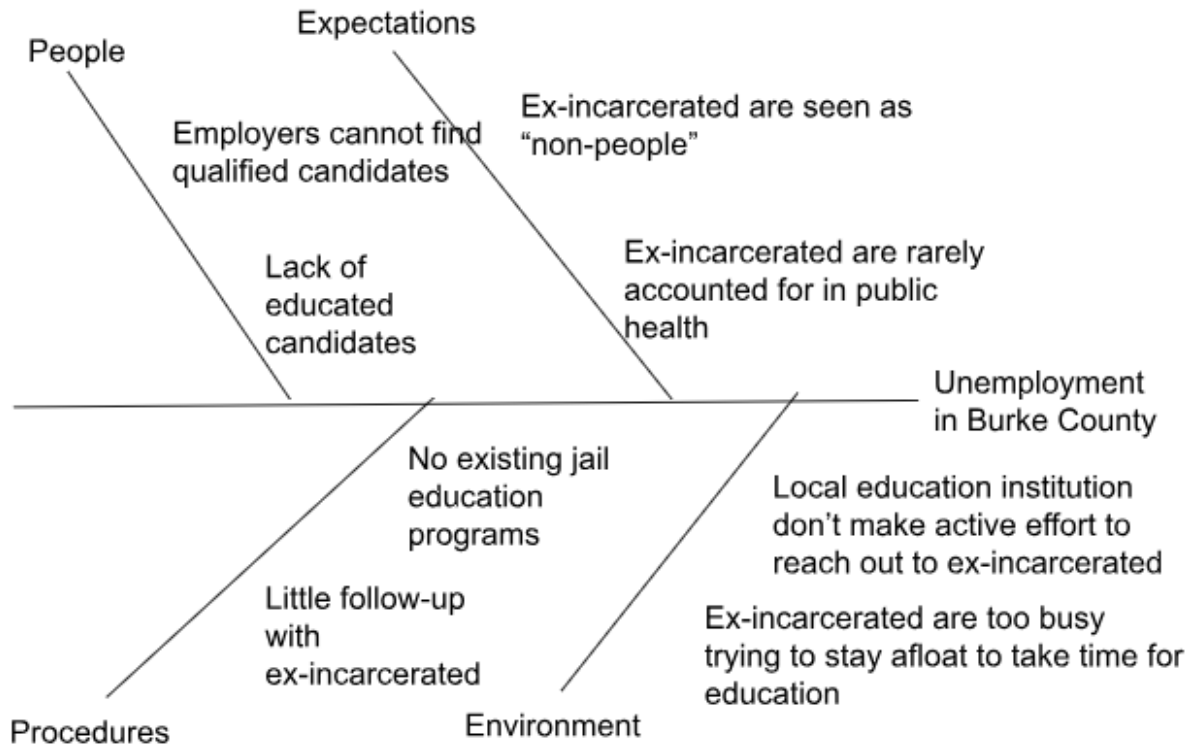 People
Expectations
Employers cannot find
qualified candidates
Ex-incarcerated are seen as
“non-people”
Lack of
educated
candidates
Ex-incarcerated are rarely
accounted for in public
health
Unemployment
in Burke County
No existing jail
education
programs
Local education institution
don’t make active effort to
reach out to ex-incarcerated
Little follow-up
with
ex-incarcerated
Ex-incarcerated are too busy
trying to stay afloat to take time for
education
Procedures
Environment